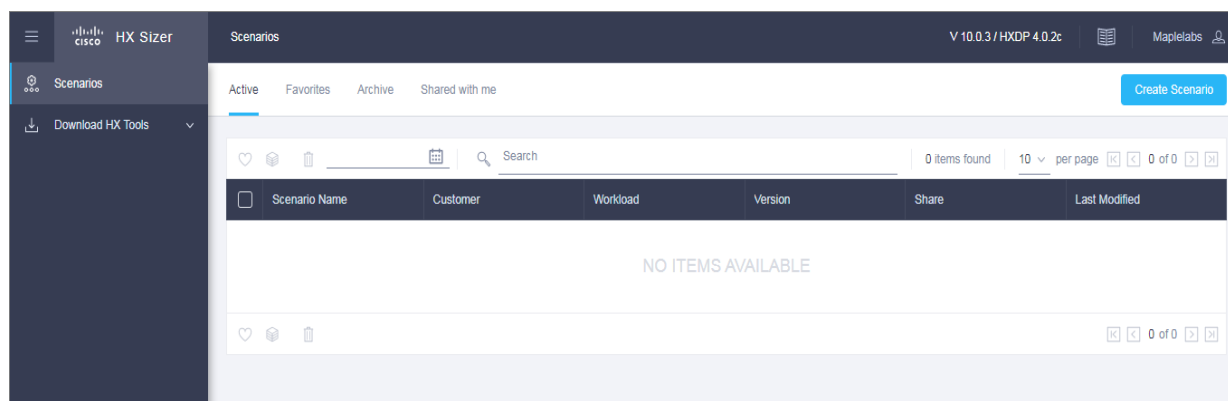 cisco HX Sizer Scenarios V 10.0.3 / HXDP 4.0.2c Maplelabs
Scenarios
Active Favorites Archive Shared with me Create Scenario
Download HX Tools
Search 0 items found 10 per page 0 of 0
Scenario Name Customer Workload Version Share Last Modified
NO ITEMS AVAILABLE
0 of 0